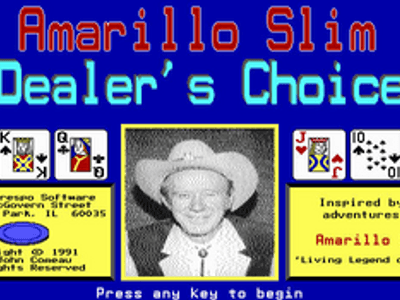 Amarillo Slim
Dealer's Choice
K
Q
J
10
K
Q
J
10
respo Software
Govern Street
Park, IL 60035
ght © 1991
John Comeau
ghts Reserved
Inspired by
adventures
Amarillo
"Living Legend o
Press any key to begin